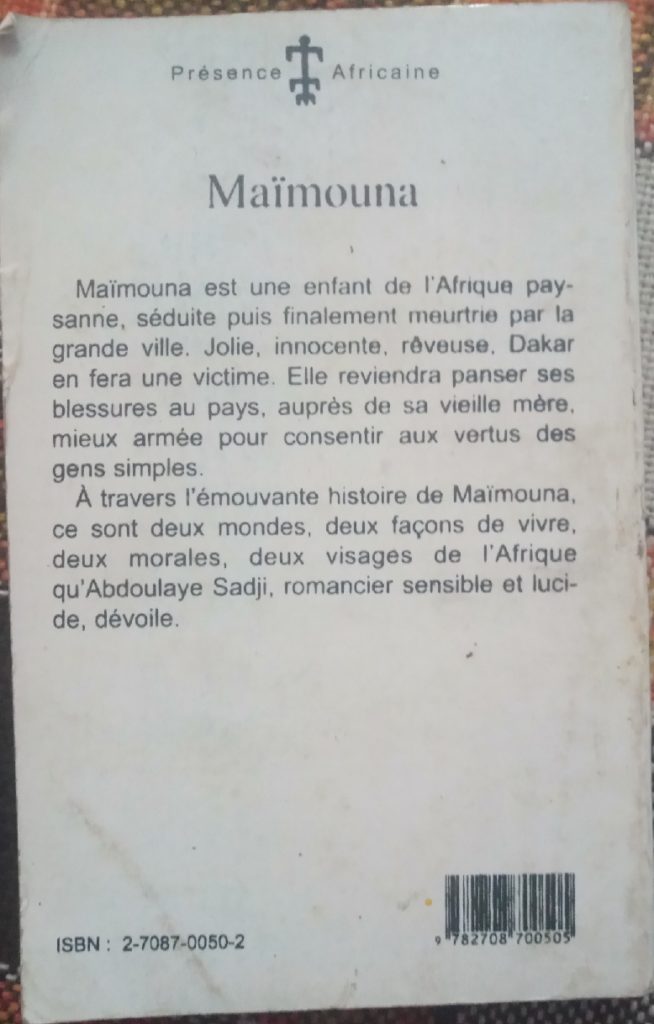 Présence Africaine
Maïmouna
Maïmouna est une enfant de l'Afrique pay-
sanne, séduite puis finalement meurtrie par la
grande ville. Jolie, innocente, rêveuse, Dakar
en fera une victime. Elle reviendra panser ses
blessures au pays, auprès de sa vieille mère,
mieux armée pour consentir aux vertus des
gens simples.
À travers l'émouvante histoire de Maïmouna,
ce sont deux mondes, deux façons de vivre,
deux morales, deux visages de l'Afrique
qu'Abdoulaye Sadji, romancier sensible et luci-
de, dévoile.
ISBN : 2-7087-0050-2
9 782708 700505